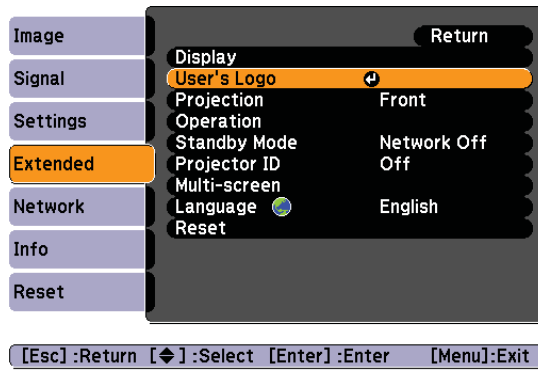 Image
Signal
Settings
Extended
Network
Info
Reset
Return
Display
User's Logo
Projection Front
Operation
Standby Mode Network Off
Projector ID Off
Multi-screen
Language English
Reset
[Esc] :Return [◆] :Select [Enter] :Enter [Menu]:Exit